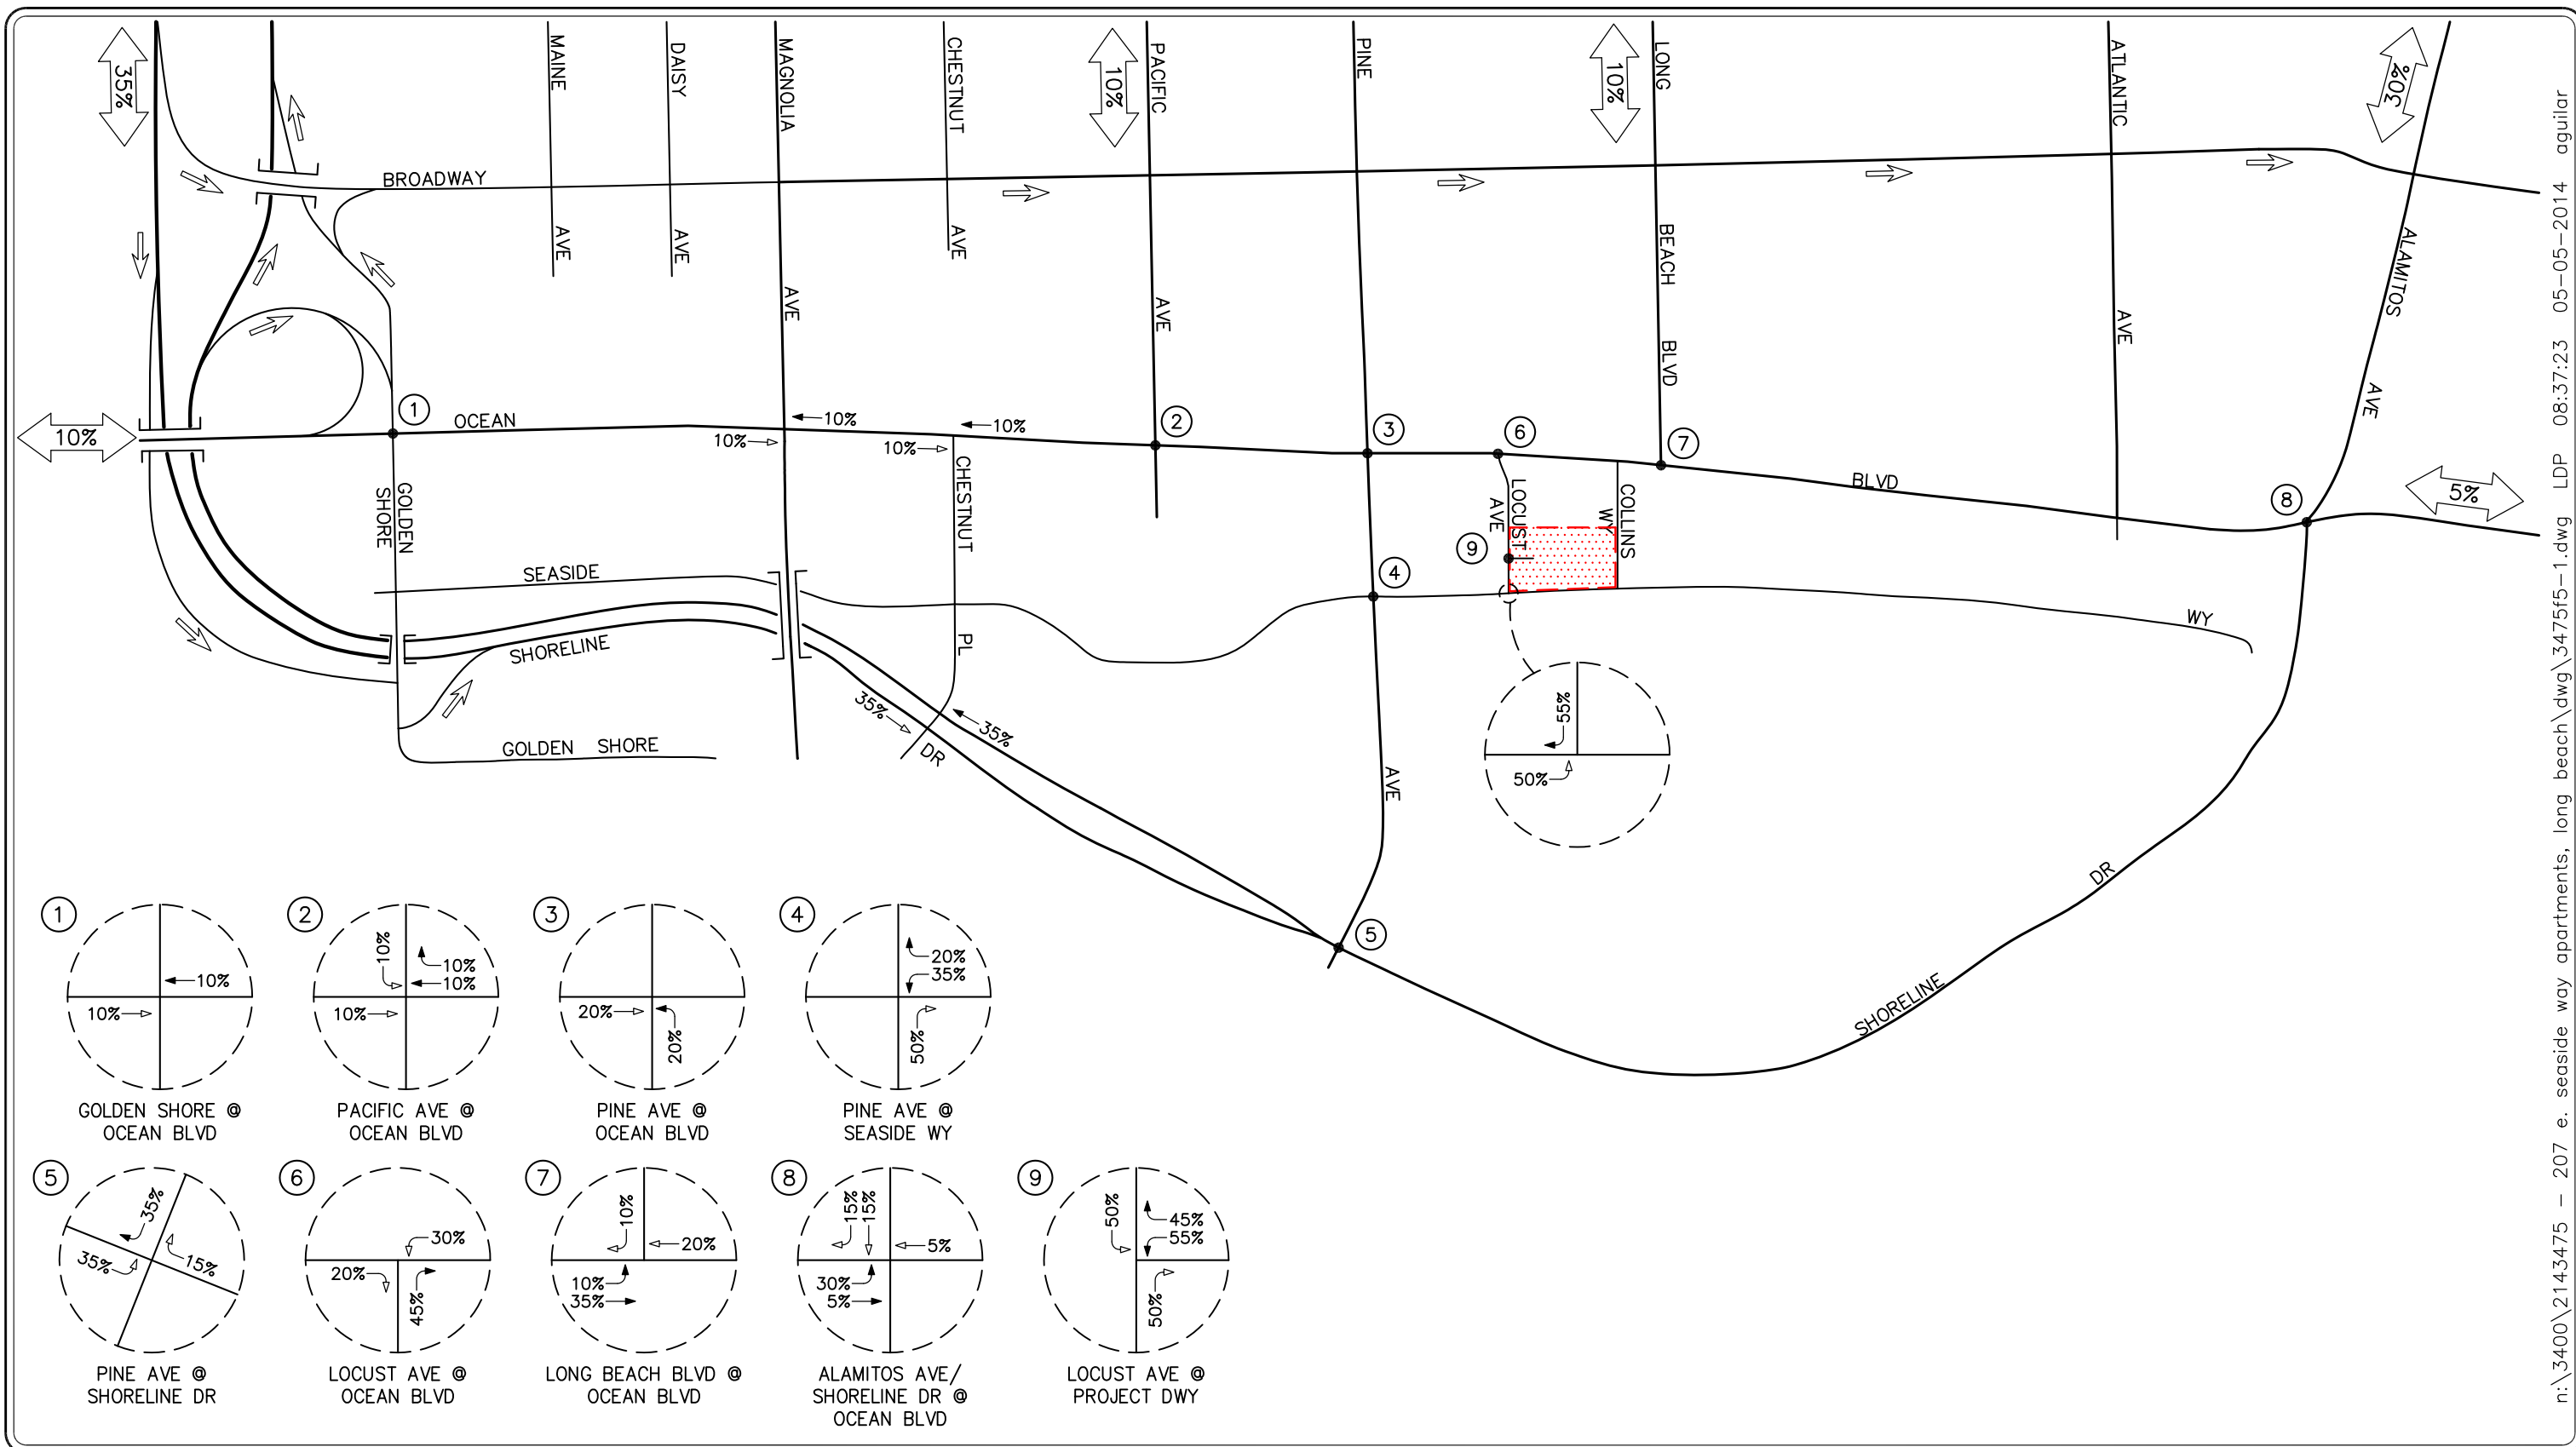 35%
MAINE
AVE
DAISY
AVE
MAGNOLIA
AVE
CHESTNUT
AVE
10%
PACIFIC
AVE
PINE
AVE
10%
LONG
BEACH
BLVD
ATLANTIC
AVE
30%
ALAMITOS
AVE
BROADWAY
10%
1
OCEAN
10%
10%
10%
10%
2
3
6
7
BLVD
8
5%
GOLDEN
SHORE
CHESTNUT
PL
LOCUST
AVE
COLLINS
WY
9
4
SEASIDE
WY
SHORELINE
35%
35%
DR
GOLDEN SHORE
55%
50%
5
SHORELINE
DR
1
10%
10%
GOLDEN SHORE @
OCEAN BLVD
2
10%
10%
10%
10%
PACIFIC AVE @
OCEAN BLVD
3
20%
20%
PINE AVE @
OCEAN BLVD
4
20%
35%
50%
PINE AVE @
SEASIDE WY
5
35%
35%
15%
PINE AVE @
SHORELINE DR
6
30%
20%
45%
LOCUST AVE @
OCEAN BLVD
7
10%
20%
10%
35%
LONG BEACH BLVD @
OCEAN BLVD
8
15%
15%
5%
30%
5%
ALAMITOS AVE/
SHORELINE DR @
OCEAN BLVD
9
50%
45%
55%
50%
LOCUST AVE @
PROJECT DWY
n:\3400\2143475 - 207 e. seaside way apartments, long beach\dwg\3475f5-1.dwg LDP 08:37:23 05-05-2014 aguilar